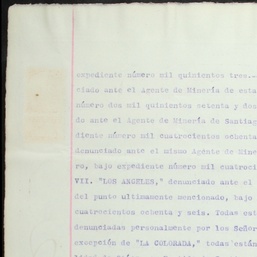 expediente número mil quinientos tres...
ciado ante el Agente de Minería de esta
número dos mil quinientos setenta y dos
do ante el Agente de Minería de Santiag
diente número mil cuatrocientos ochenta
denunciado ante el mismo Agente de Mine
ro, bajo expediente número mil cuatroci
VII. "LOS ANGELES," denunciado ante el
del punto ultimamente mencionado, bajo
cuatrocientos ochenta y seis. Todas est
denunciadas personalmente por los Señor
excepción de "LA COLORADA," todas están